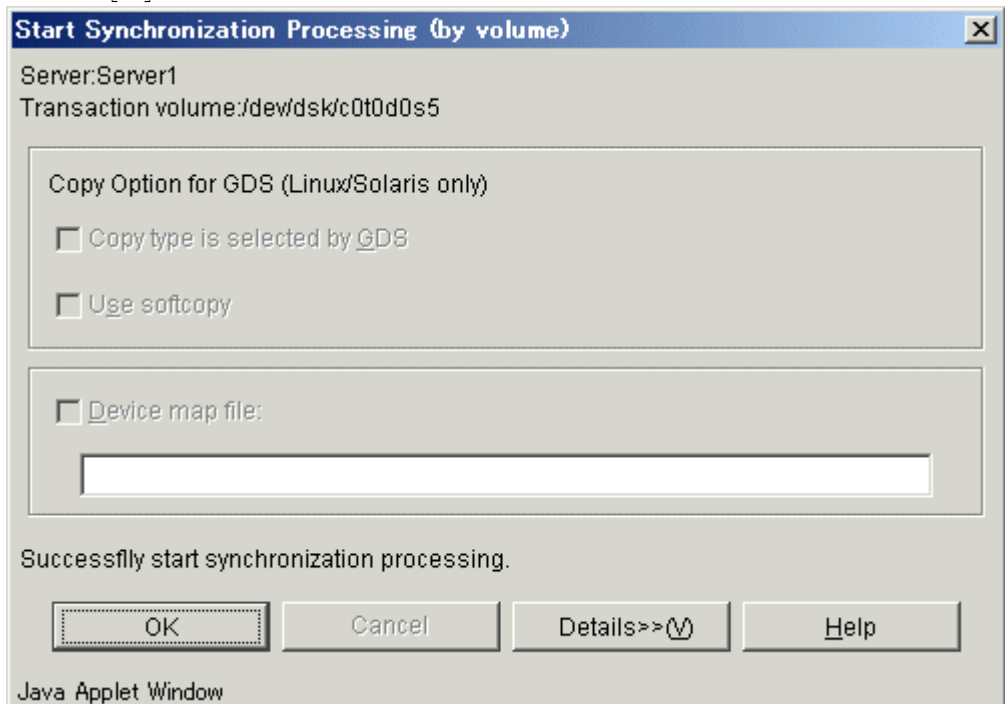 Start Synchronization Processing (by volume)
Server:Server1
Transaction volume:/dev/dsk/c0t0d0s5
Copy Option for GDS (Linux/Solaris only)
Copy type is selected by GDS
Use softcopy
Device map file:
Successflly start synchronization processing.
OK Cancel Details>>(V) Help
Java Applet Window